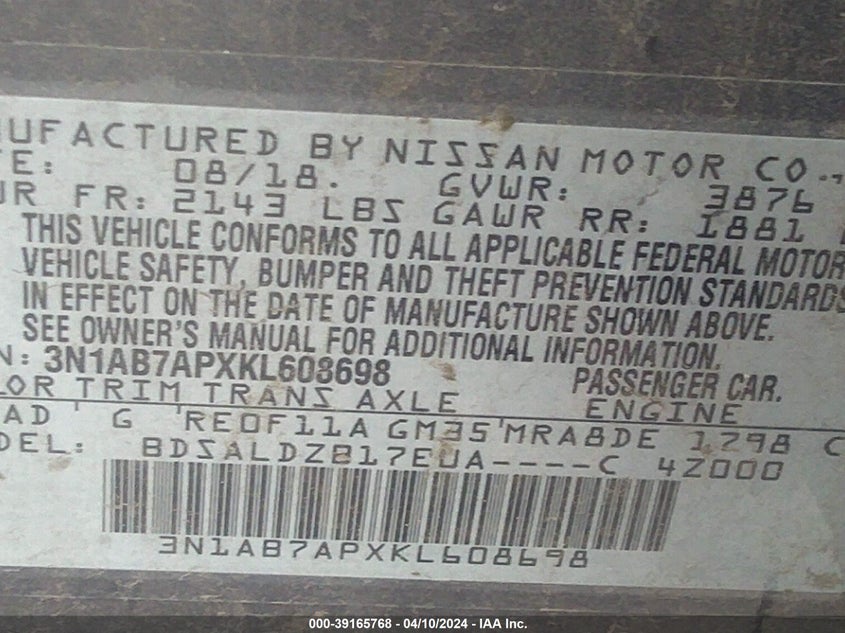 UFACTURED BY NISSAN MOTOR CO.,
E: 08/18. GVWR: 3876
UR FR: 2143 LBS GAWR RR: 1881
THIS VEHICLE CONFORMS TO ALL APPLICABLE FEDERAL MOTOR
VEHICLE SAFETY, BUMPER AND THEFT PREVENTION STANDARDS
IN EFFECT ON THE DATE OF MANUFACTURE SHOWN ABOVE.
SEE OWNER'S MANUAL FOR ADDITIONAL INFORMATION.
N: 3N1AB7APXKL608698 PASSENGER CAR.
LOR TRIM TRANS AXLE ENGINE
AD G RE0F11A GM35 MRA8DE 1798 C
DEL: BDSALDZB17EUA----C 4Z000
3N1AB7APXKL608698
000-39165768 - 04/10/2024 - IAA Inc.